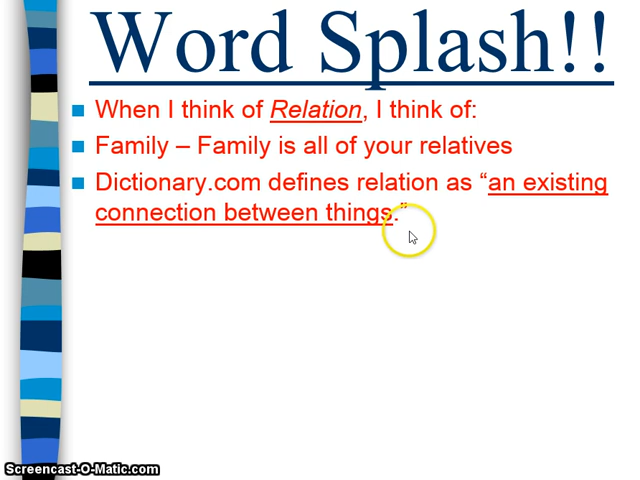 Word Splash!!
When I think of Relation, I think of:
Family – Family is all of your relatives
Dictionary.com defines relation as “an existing
connection between things.”
Screencast-O-Matic.com